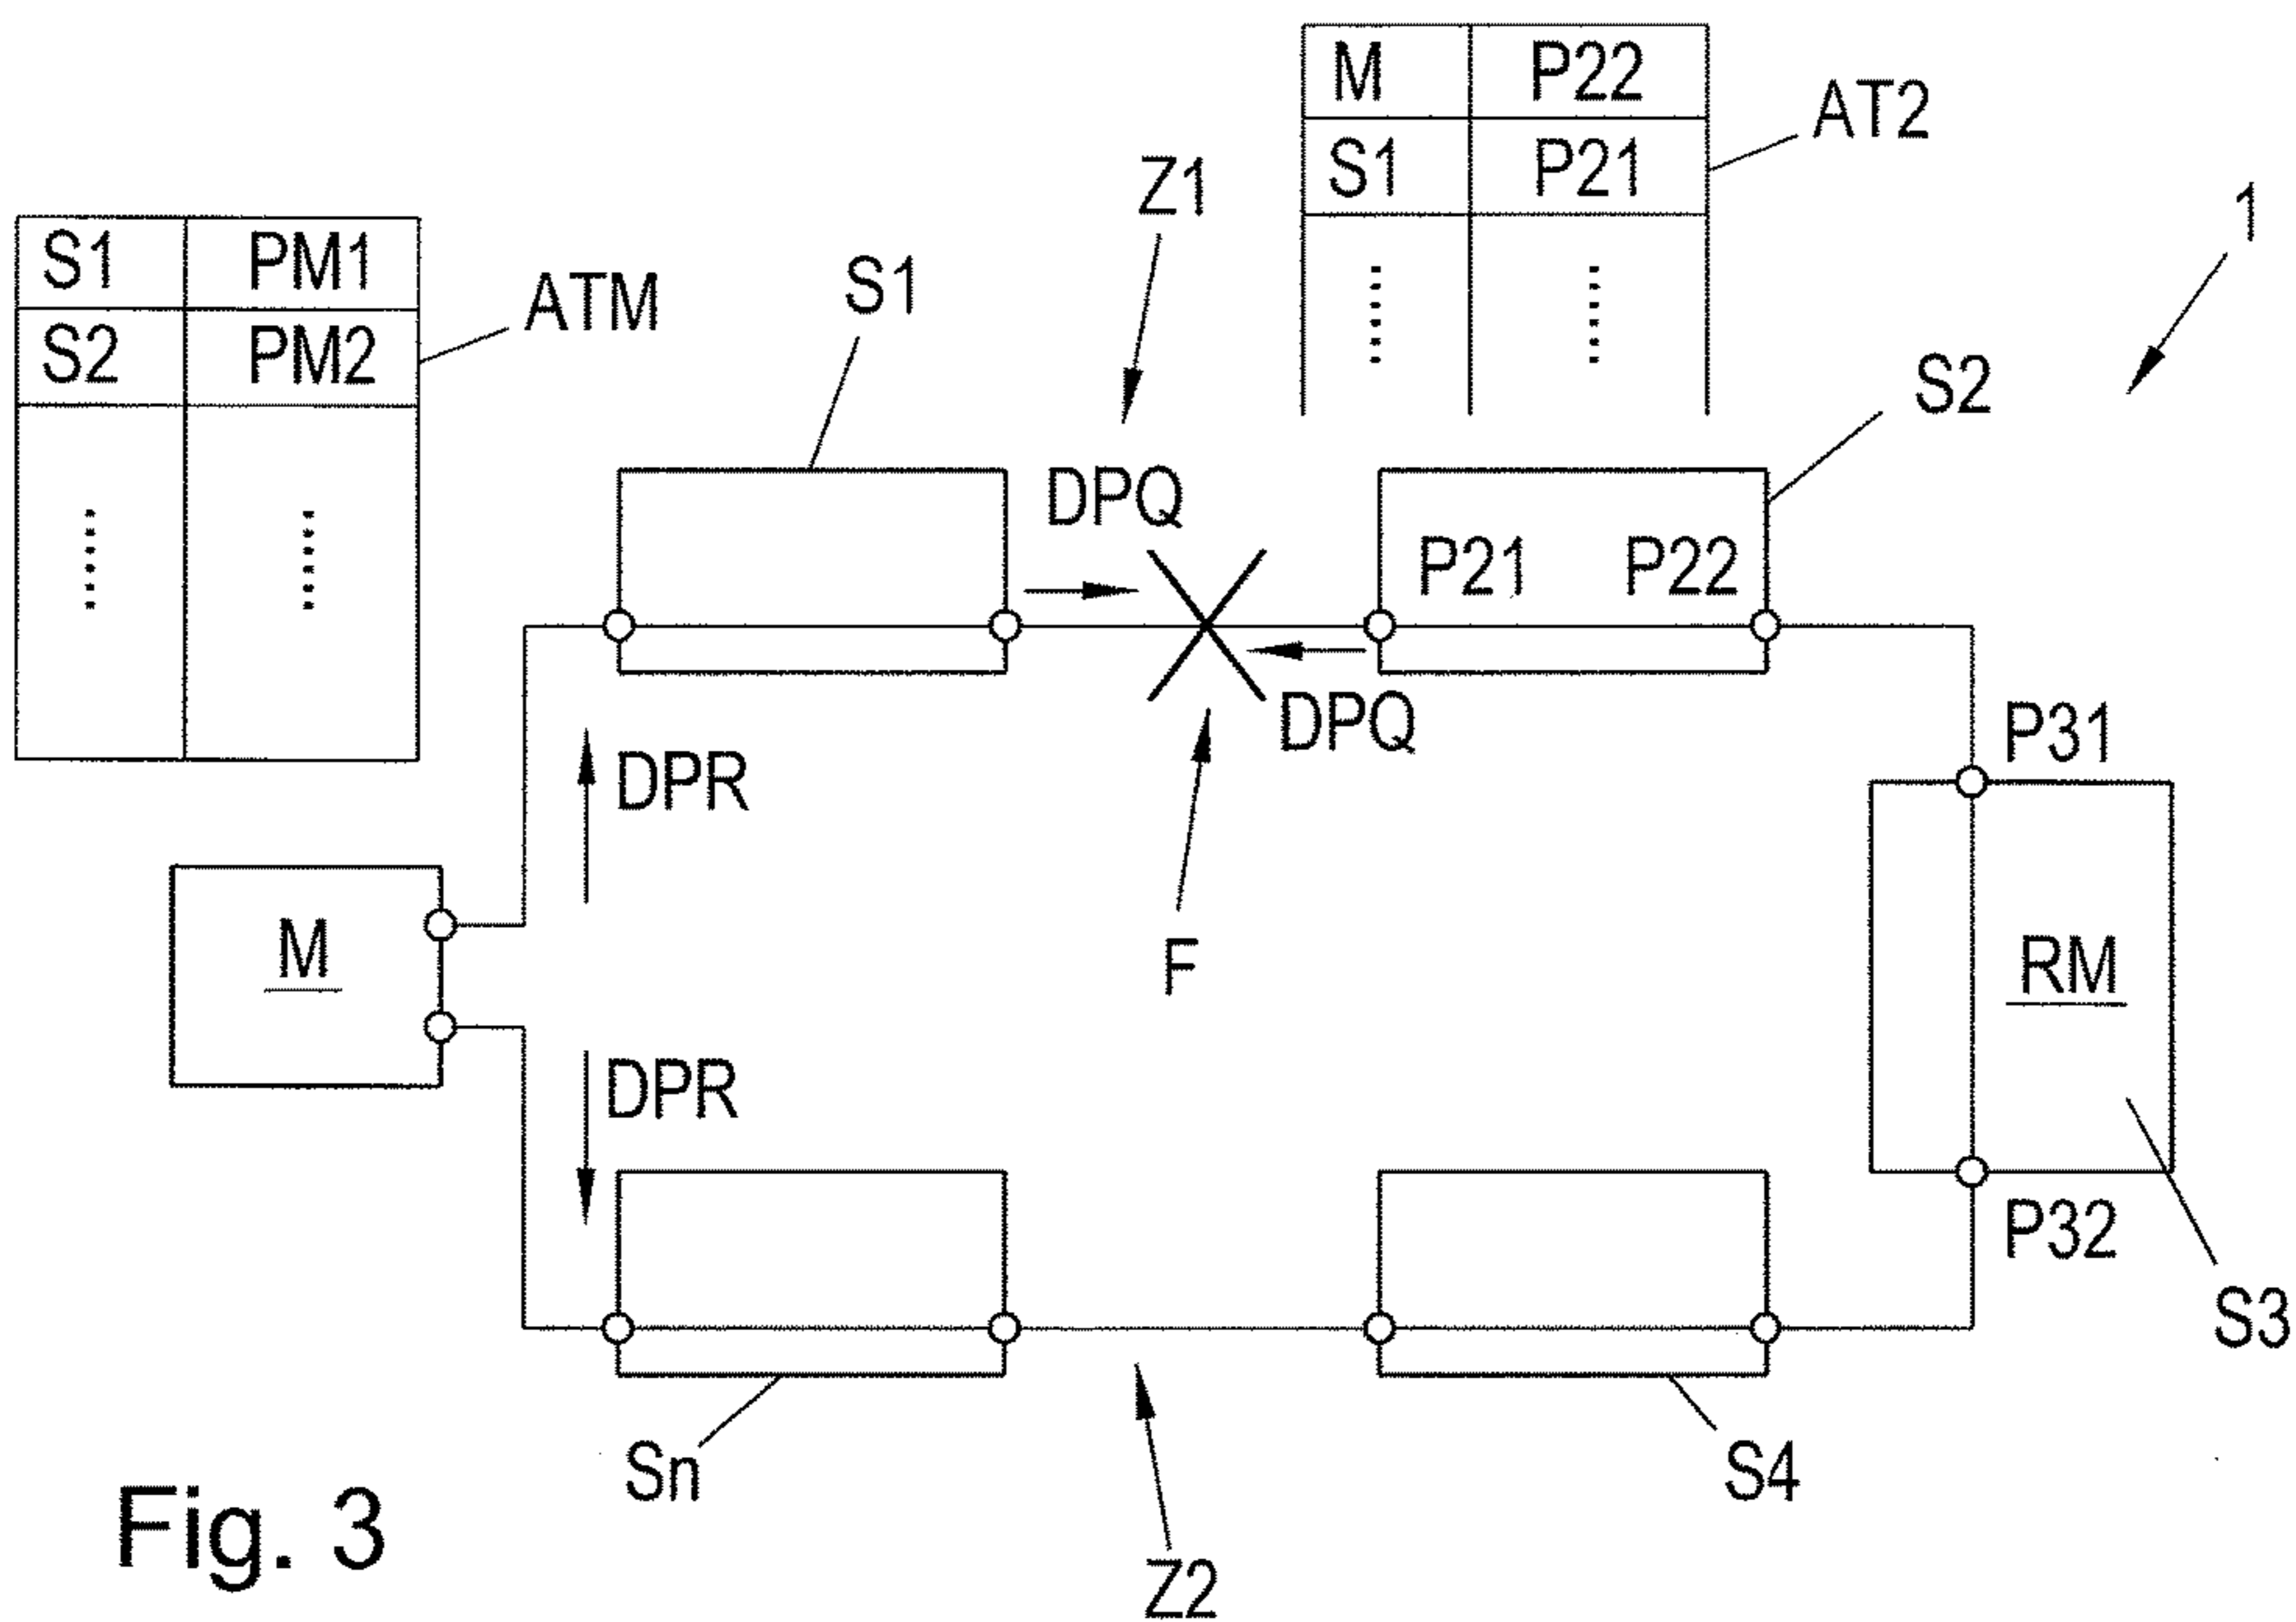 M P22
AT2
S1 P21
Z1
1
S1 PM1
ATM
S1
S2 PM2
S2
DPQ
P21 P22
DPQ
P31
DPR
M
F
RM
DPR
P32
S3
Sn
S4
Fig. 3
Z2